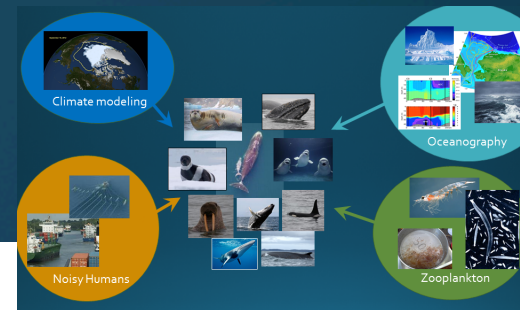 Climate modeling
Oceanography
Noisy Humans
Zooplankton